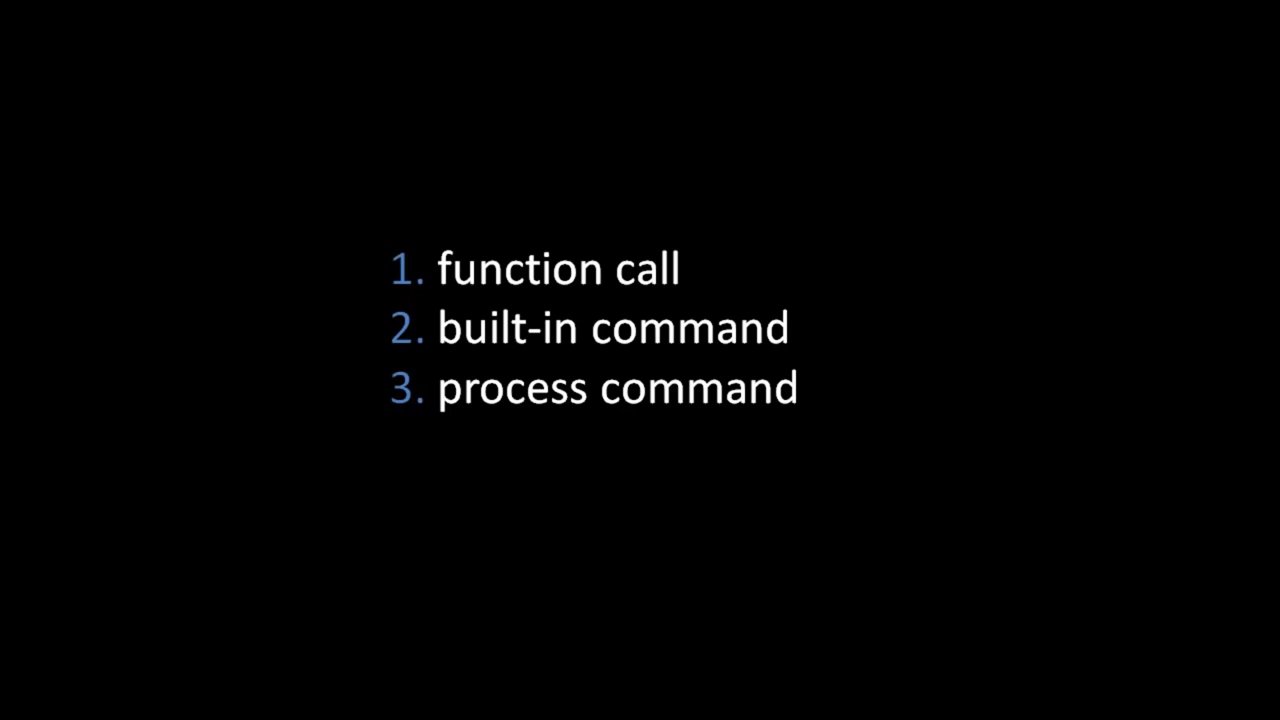 1. function call
2. built-in command
3. process command